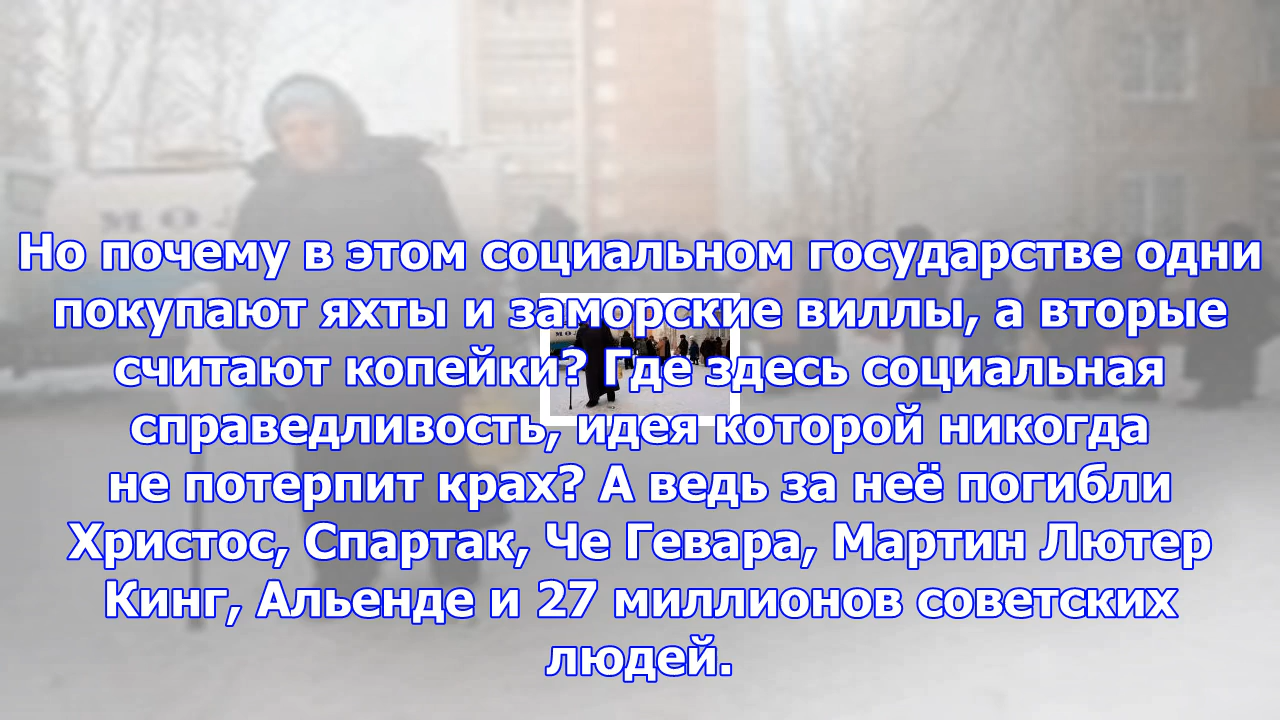 МОЛ
Но почему в этом социальном государстве одни
покупают яхты и заморские виллы, а вторые
считают копейки? Где здесь социальная
справедливость, идея которой никогда
не потерпит крах? А ведь за неё погибли
Христос, Спартак, Че Гевара, Мартин Лютер
Кинг, Альенде и 27 миллионов советских
людей.